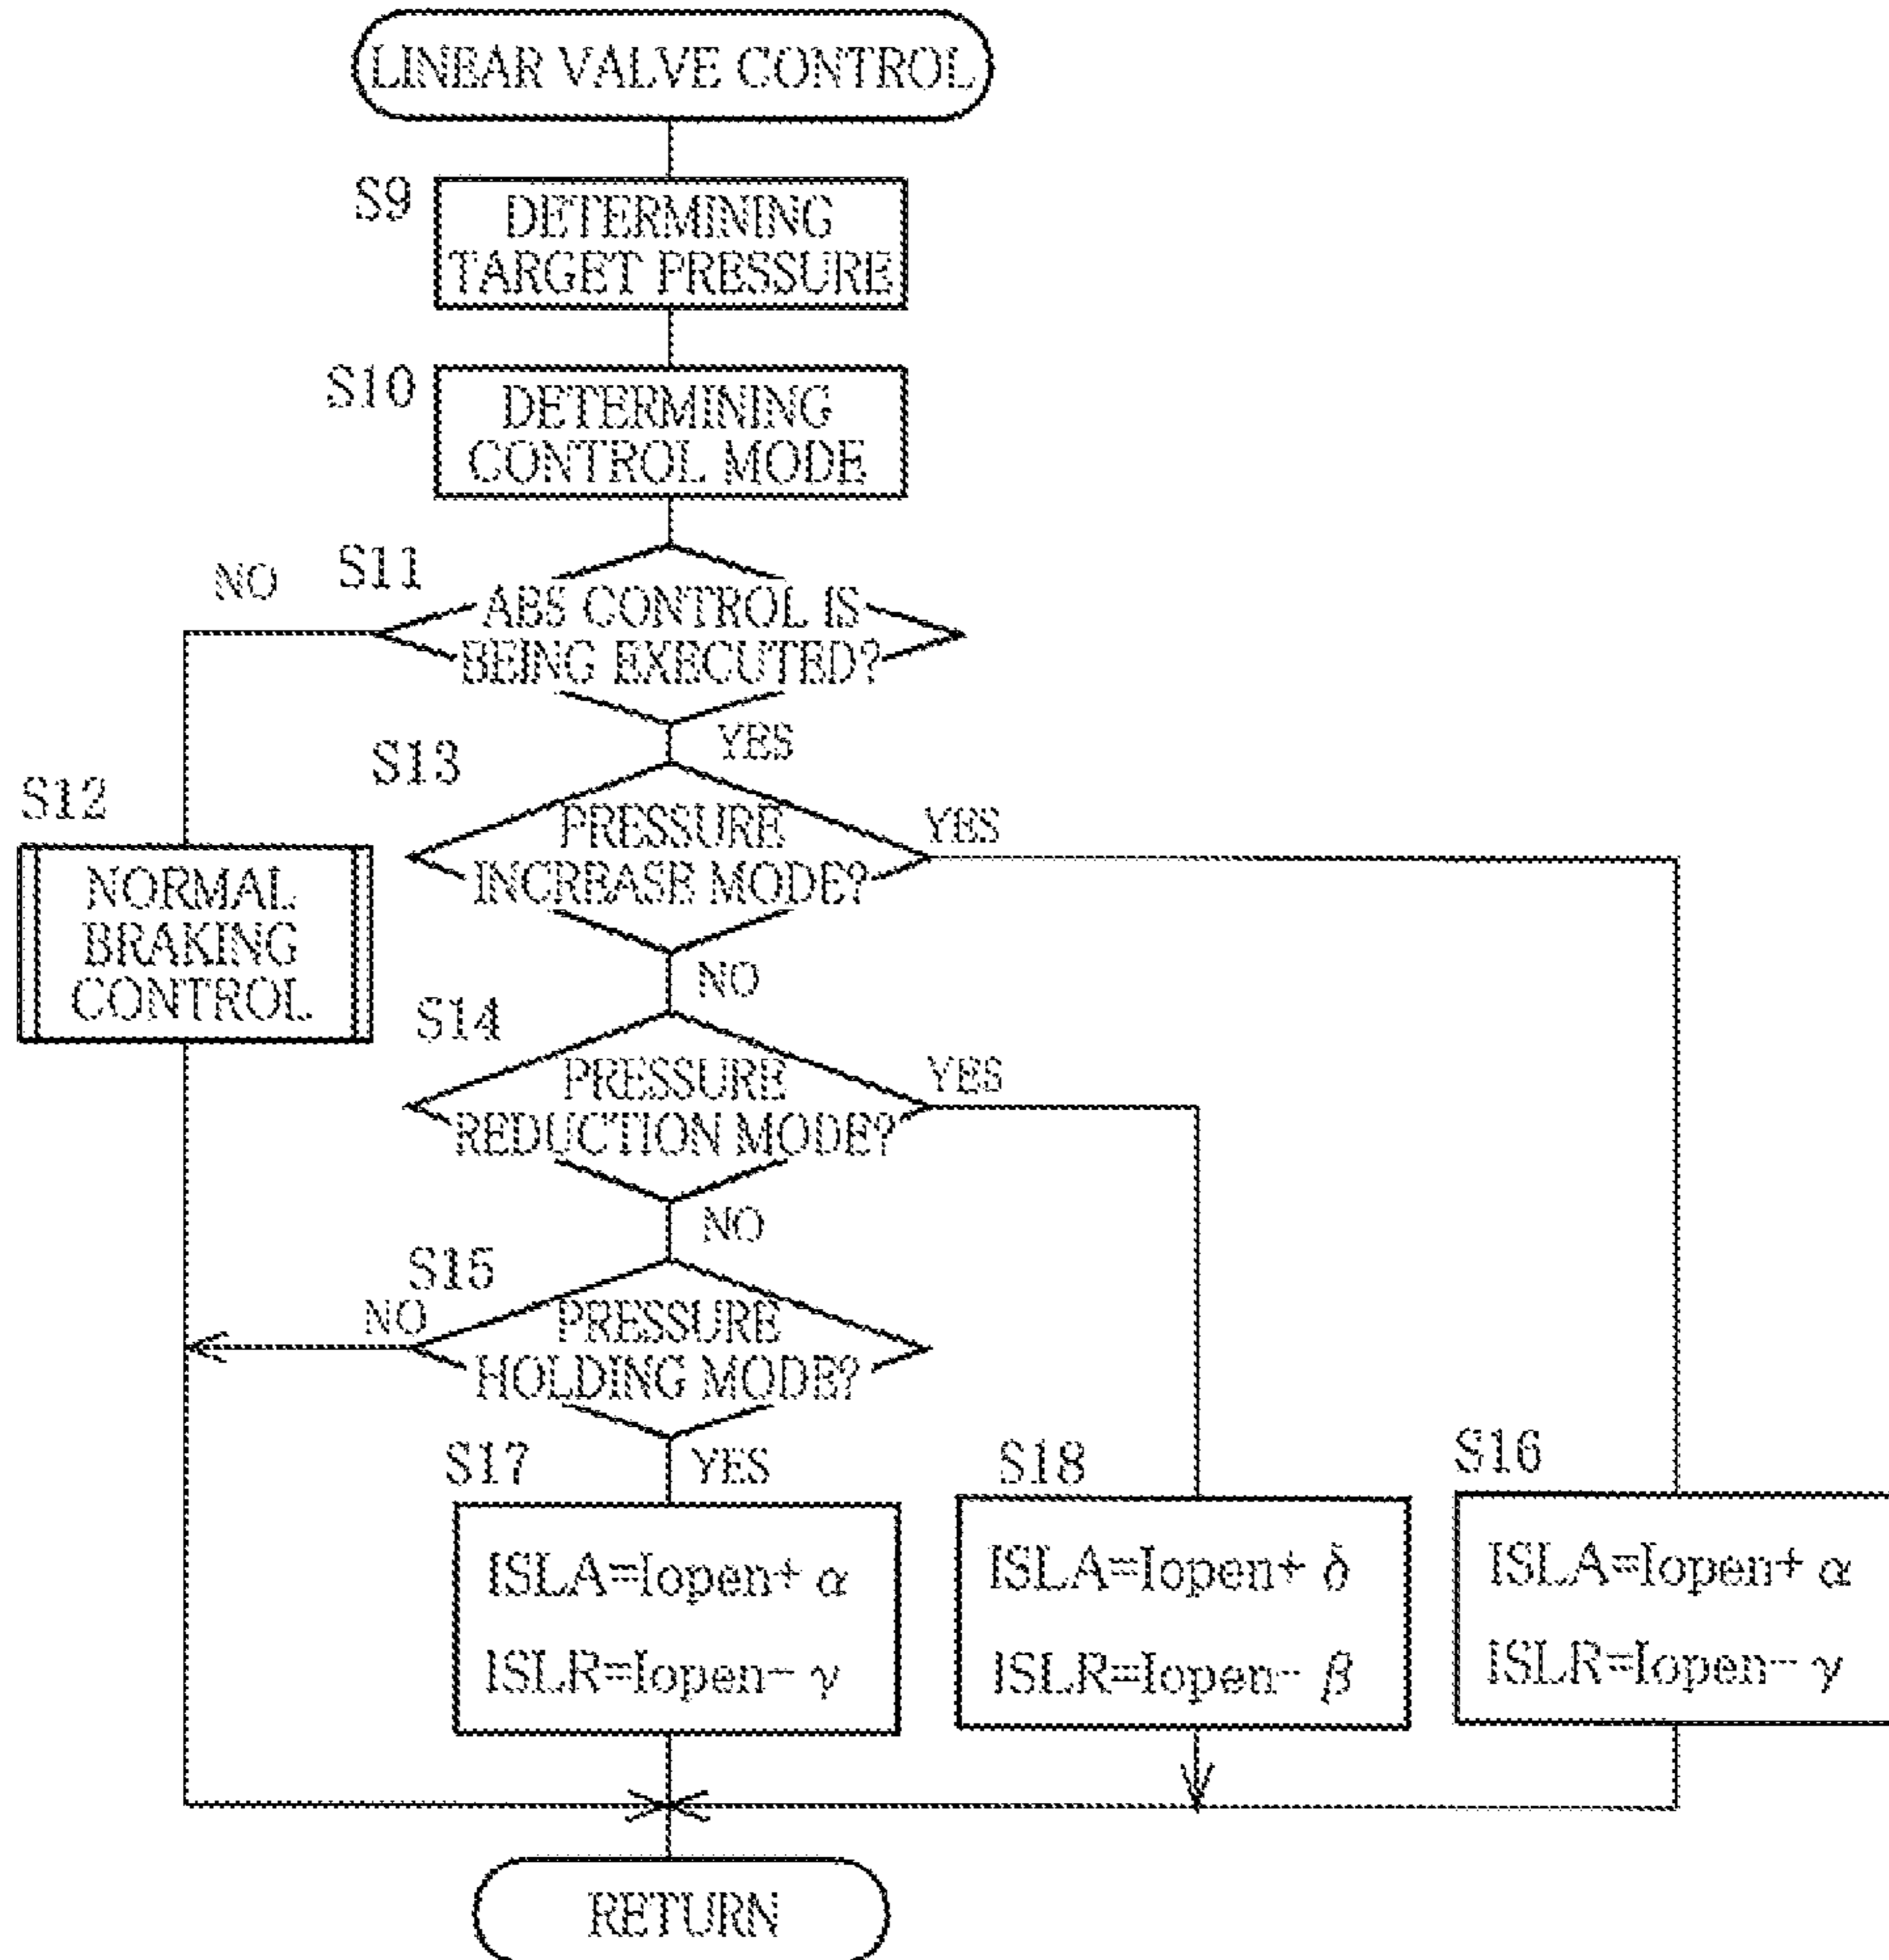 LINEAR VALVE CONTROL
S9
DETERMINING
TARGET PRESSURE
S10
DETERMINING
CONTROL MODE
S11
NO
ABS CONTROL IS
BEING EXECUTED?
YES
S13
S12
PRESSURE
INCREASE MODE?
YES
NORMAL
BRAKING
CONTROL
NO
S14
PRESSURE
REDUCTION MODE?
YES
NO
S15
NO
PRESSURE
HOLDING MODE?
YES
S17
ISLA=Iopen+ α
ISLR=Iopen- γ
S18
ISLA=Iopen+ δ
ISLR=Iopen- β
S16
ISLA=Iopen+ α
ISLR=Iopen- γ
RETURN